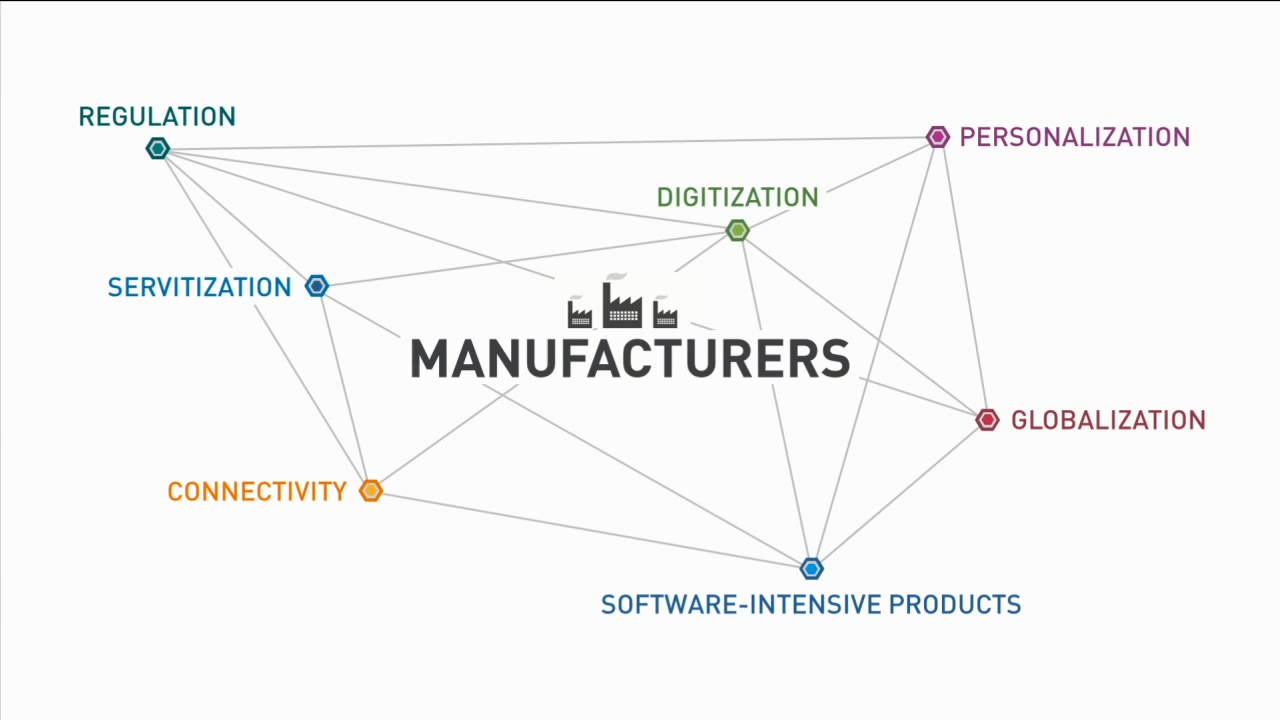 REGULATION
PERSONALIZATION
DIGITIZATION
SERVITIZATION
MANUFACTURERS
GLOBALIZATION
CONNECTIVITY
SOFTWARE-INTENSIVE PRODUCTS